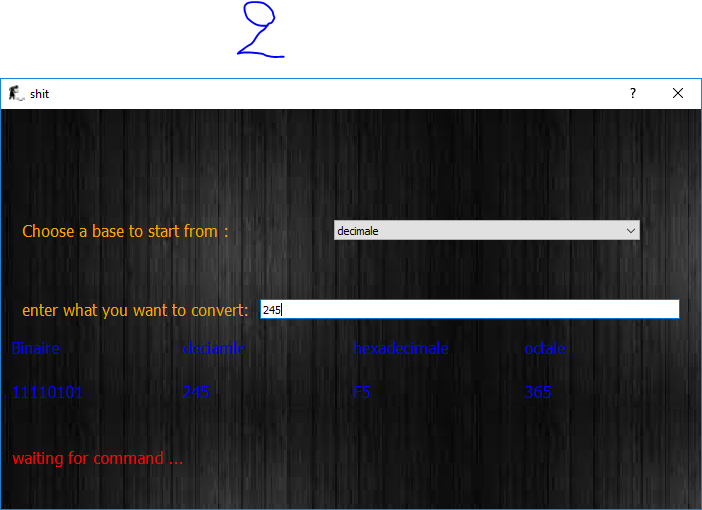 2
shit
?
Choose a base to start from :
decimale
enter what you want to convert:
245
Binaire deciamle hexadecimale octale
11110101 245 F5 365
waiting for command ...